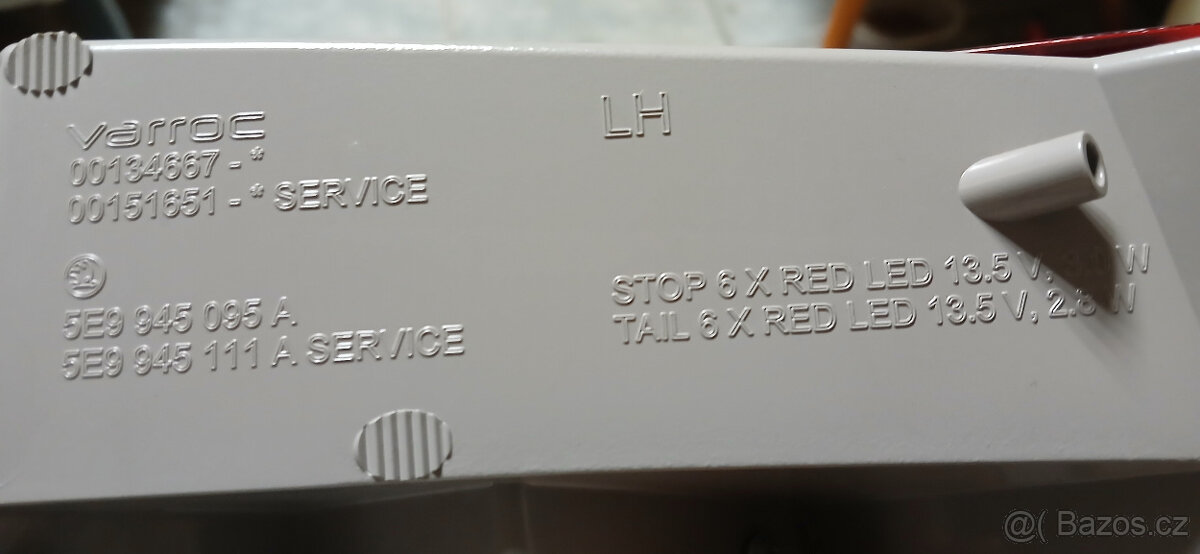 varroc
00134667 - *
00151651 - * SERVICE
LH
5E9 945 095 A
5E9 945 111 A SERVICE
STOP 6 X RED LED 13.5 V, W
TAIL 6 X RED LED 13.5 V, W
@( Bazos.cz